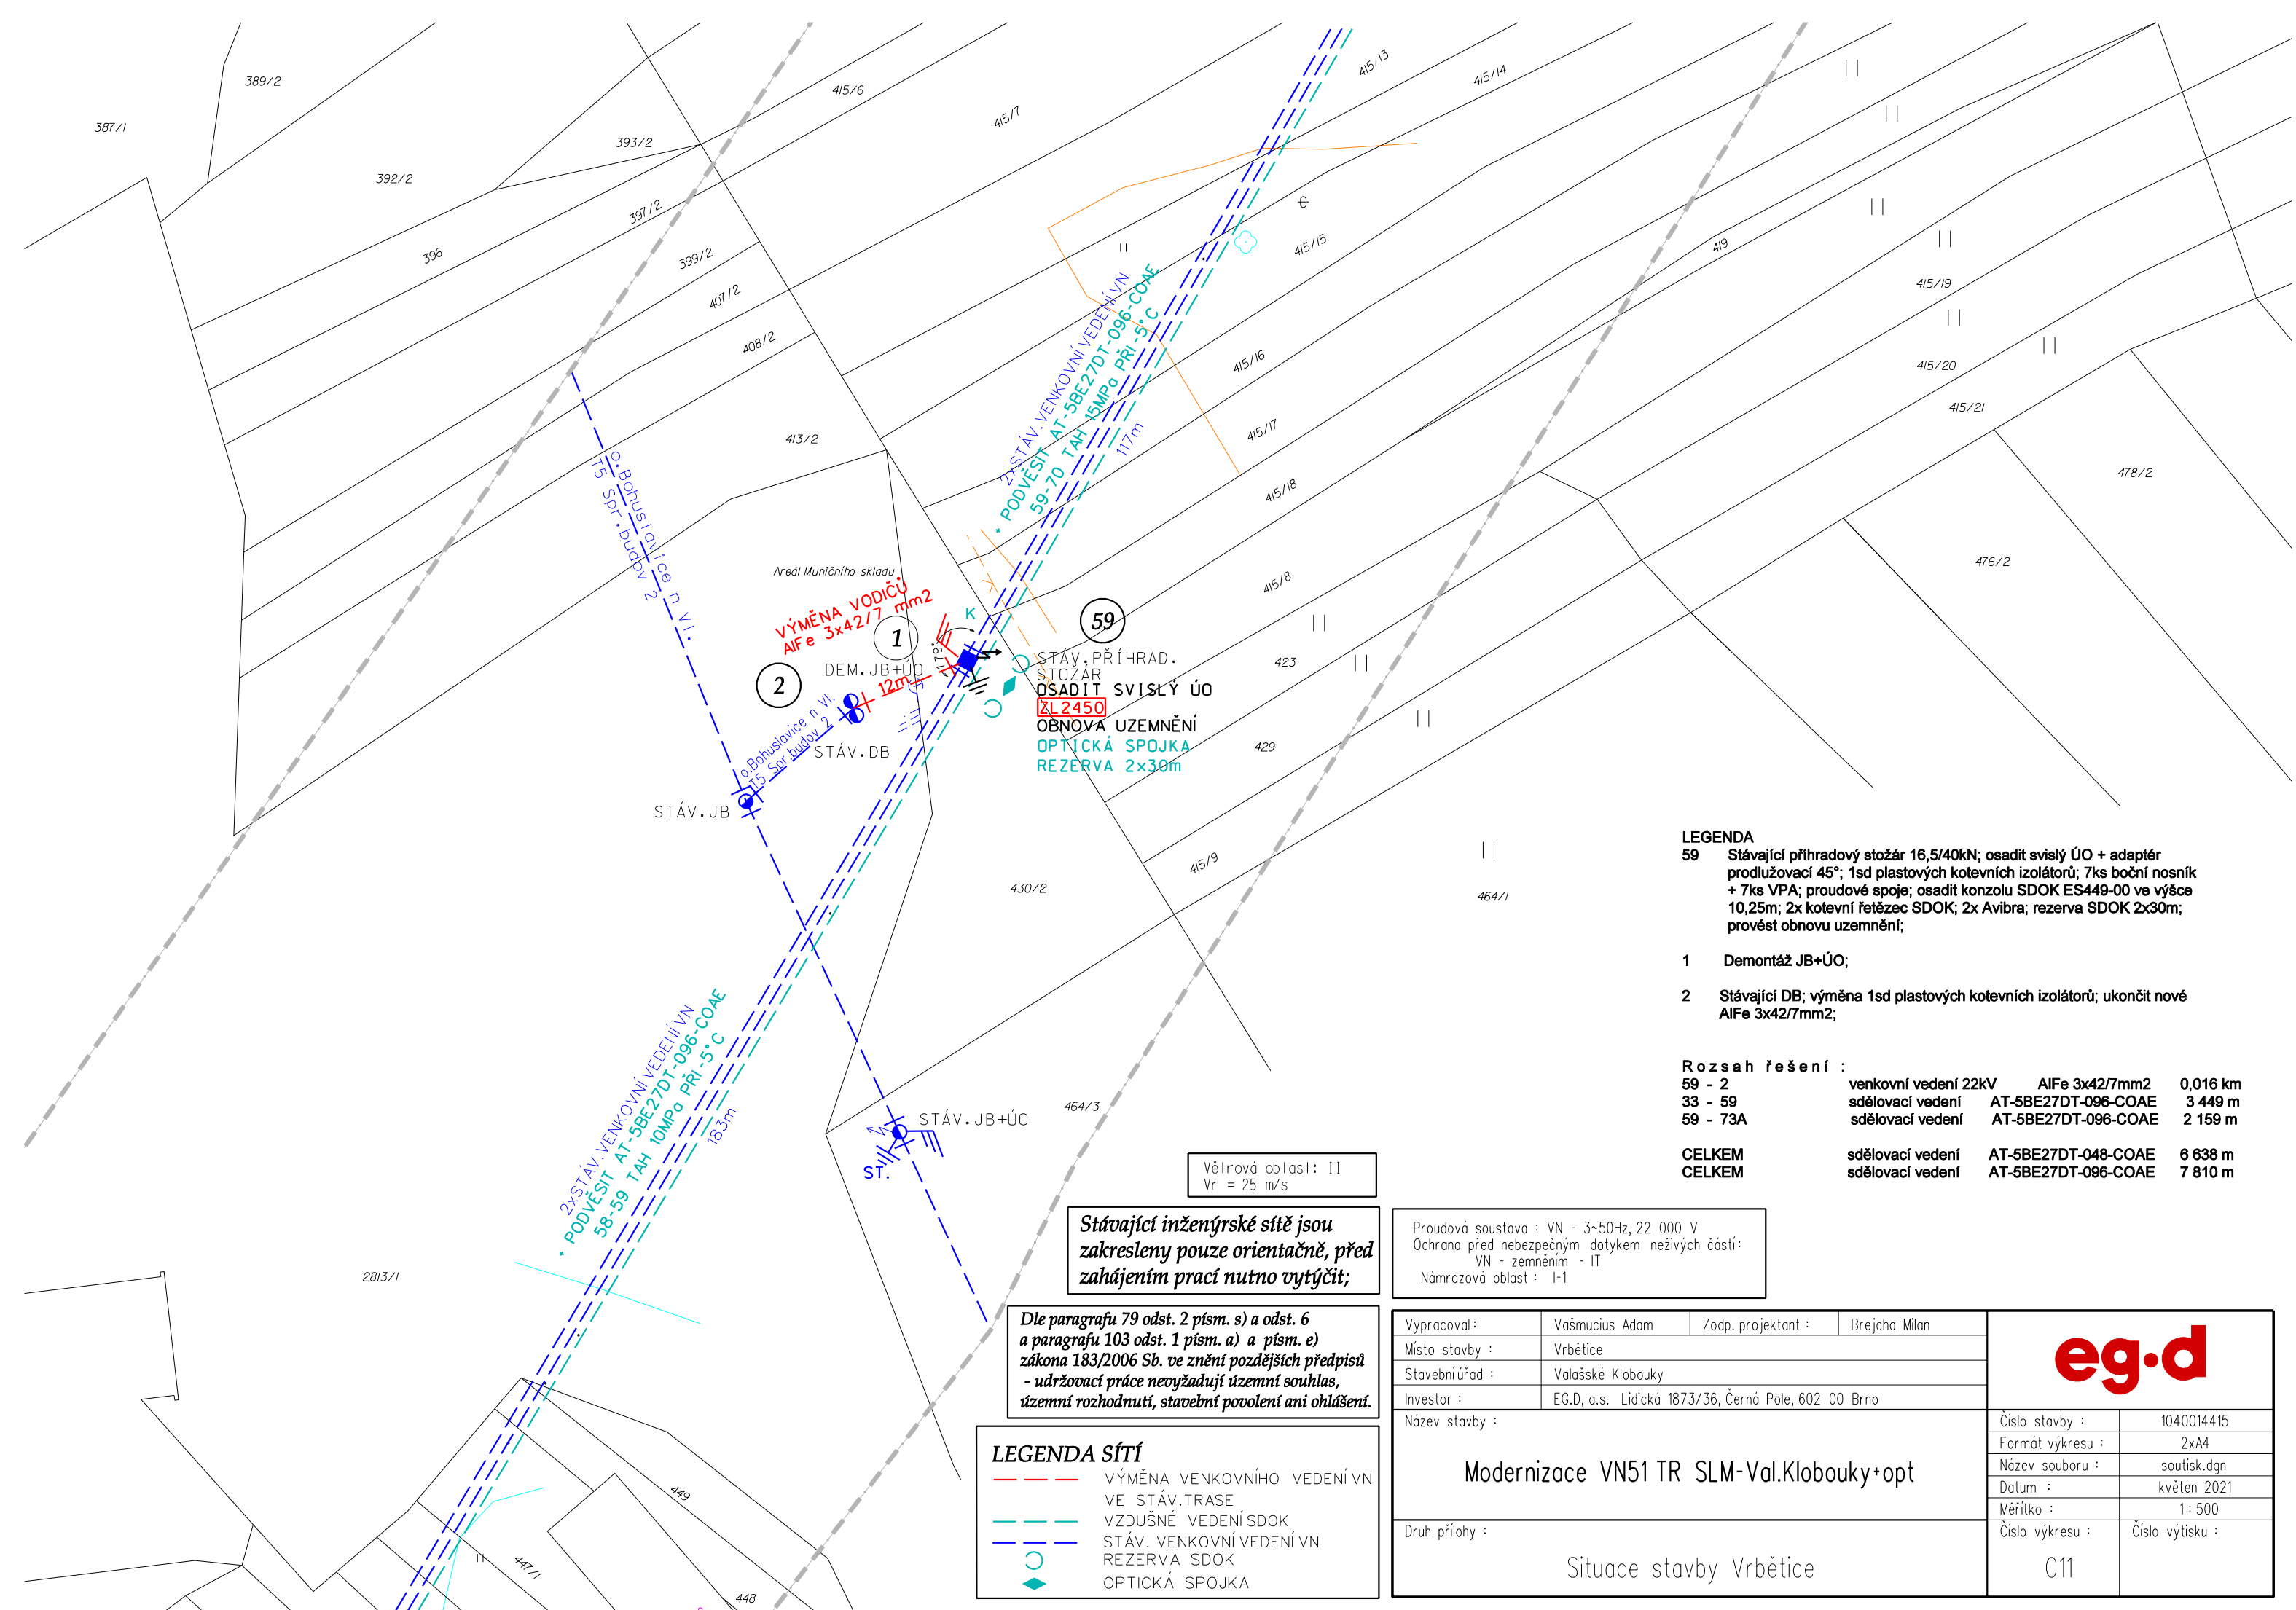 389/2
387/1
393/2
392/2
415/6
415/7
415/13
415/14
397/2
396
399/2
407/2
408/2
413/2
415/15
415/16
415/17
415/18
419
415/19
415/20
415/21
478/2
476/2
415/8
423
429
415/9
430/2
464/1
464/3
2813/1
449
447/1
448
2xSTÁV.VENKOVNÍ VEDENÍ VN
+ PODVĚSIT AT-5BE27DT-096-COAE
59-70 TAH 15MPa PŘI -5°C
117m
o.Bohuslavice n Vl.
T5 Spr.budov 2
Areál Muničního skladu
VÝMĚNA VODIČŮ
AlFe 3x42/7 mm2
1
K
59
2
DEM.JB+ÚO
12m
179°
STÁV.PŘÍHRAD.
STOŽÁR
OSADIT SVISLÝ ÚO
ZL2450
OBNOVA UZEMNĚNÍ
OPTICKÁ SPOJKA
REZERVA 2x30m
o.Bohuslavice n Vl.
T5 Spr.budov 2
STÁV.DB
STÁV.JB
2xSTÁV.VENKOVNÍ VEDENÍ VN
+ PODVĚSIT AT-5BE27DT-096-COAE
58-59 TAH 10MPa PŘI -5°C
183m
STÁV.JB+ÚO
ST.
LEGENDA
59 Stávající příhradový stožár 16,5/40kN; osadit svislý ÚO + adaptér
prodlužovací 45°; 1sd plastových kotevních izolátorů; 7ks boční nosník
+ 7ks VPA; proudové spoje; osadit konzolu SDOK ES449-00 ve výšce
10,25m; 2x kotevní řetězec SDOK; 2x Avibra; rezerva SDOK 2x30m;
provést obnovu uzemnění;
1 Demontáž JB+ÚO;
2 Stávající DB; výměna 1sd plastových kotevních izolátorů; ukončit nové
AlFe 3x42/7mm2;
Rozsah řešení :
59 - 2 venkovní vedení 22kV AlFe 3x42/7mm2 0,016 km
33 - 59 sdělovací vedení AT-5BE27DT-096-COAE 3 449 m
59 - 73A sdělovací vedení AT-5BE27DT-096-COAE 2 159 m
CELKEM sdělovací vedení AT-5BE27DT-048-COAE 6 638 m
CELKEM sdělovací vedení AT-5BE27DT-096-COAE 7 810 m
Větrová oblast: II
Vr = 25 m/s
Stávající inženýrské sítě jsou
zakresleny pouze orientačně, před
zahájením prací nutno vytýčit;
Proudová soustava : VN - 3~50Hz, 22 000 V
Ochrana před nebezpečným dotykem neživých částí:
VN - zemněním - IT
Námrazová oblast : I-1
Dle paragrafu 79 odst. 2 písm. s) a odst. 6
a paragrafu 103 odst. 1 písm. a) a písm. e)
zákona 183/2006 Sb. ve znění pozdějších předpisů
- udržovací práce nevyžadují územní souhlas,
územní rozhodnutí, stavební povolení ani ohlášení.
LEGENDA SÍTÍ
VÝMĚNA VENKOVNÍHO VEDENÍ VN
VE STÁV.TRASE
VZDUŠNÉ VEDENÍ SDOK
STÁV. VENKOVNÍ VEDENÍ VN
REZERVA SDOK
OPTICKÁ SPOJKA
Vypracoval: Vašmucius Adam Zodp. projektant : Brejcha Milan
Místo stavby : Vrbětice
Stavební úřad : Valašské Klobouky
Investor : EG.D, a.s. Lidická 1873/36, Černá Pole, 602 00 Brno
eg.d
Název stavby :
Modernizace VN51 TR SLM-Val.Klobouky+opt
Číslo stavby : 1040014415
Formát výkresu : 2xA4
Název souboru : soutisk.dgn
Datum : květen 2021
Měřítko : 1:500
Druh přílohy :
Situace stavby Vrbětice
Číslo výkresu : Číslo výtisku :
C11